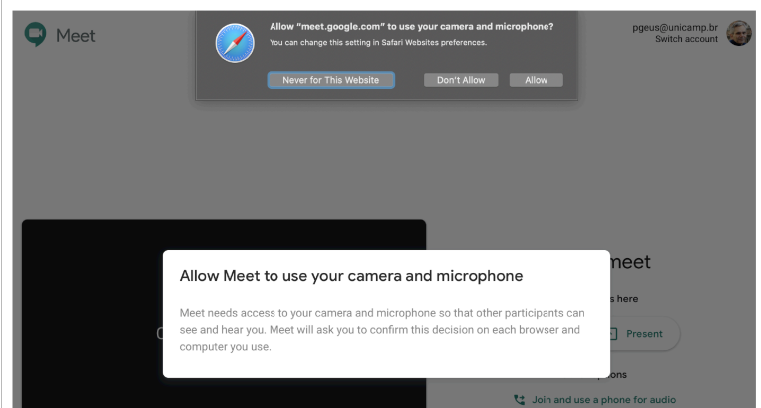 Meet
Allow "meet.google.com" to use your camera and microphone?
You can change this setting in Safari Websites preferences.
Never for This Website
Don't Allow
Allow
pgeus@unicamp.br
Switch account
Allow Meet to use your camera and microphone
Meet needs access to your camera and microphone so that other participants can
see and hear you. Meet will ask you to confirm this decision on each browser and
computer you use.
meet
here
Present
Join and use a phone for audio